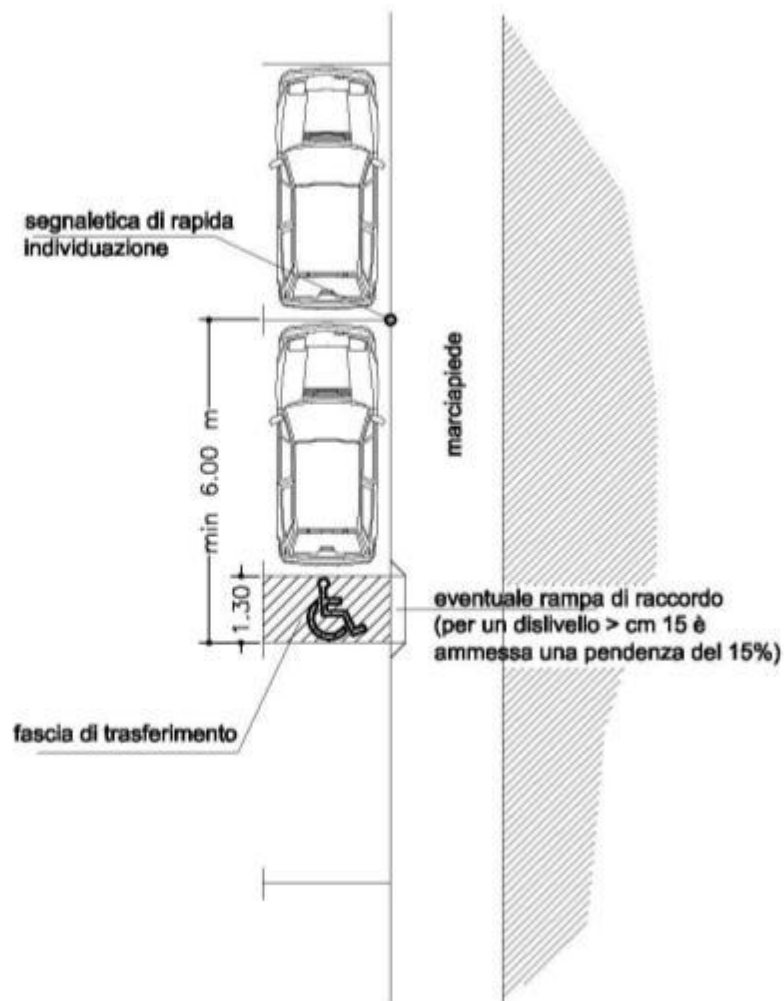 segnaletica di rapida
individuazione
min 6.00 m
marciapiede
1.30
eventuale rampa di raccordo
(per un dislivello > cm 15 è
ammessa una pendenza del 15%)
fascia di trasferimento